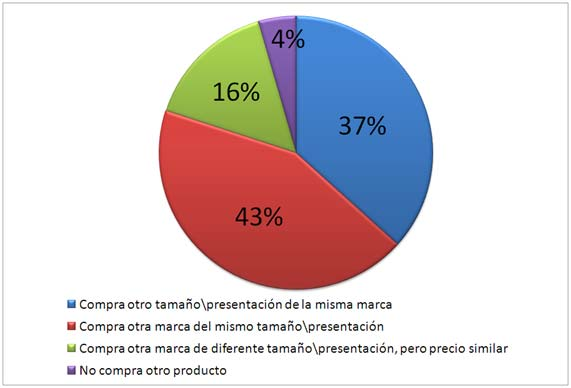 4%
16%
37%
43%
Compra otro tamaño\presentación de la misma marca
Compra otra marca del mismo tamaño\presentación
Compra otra marca de diferente tamaño\presentación, pero precio similar
No compra otro producto